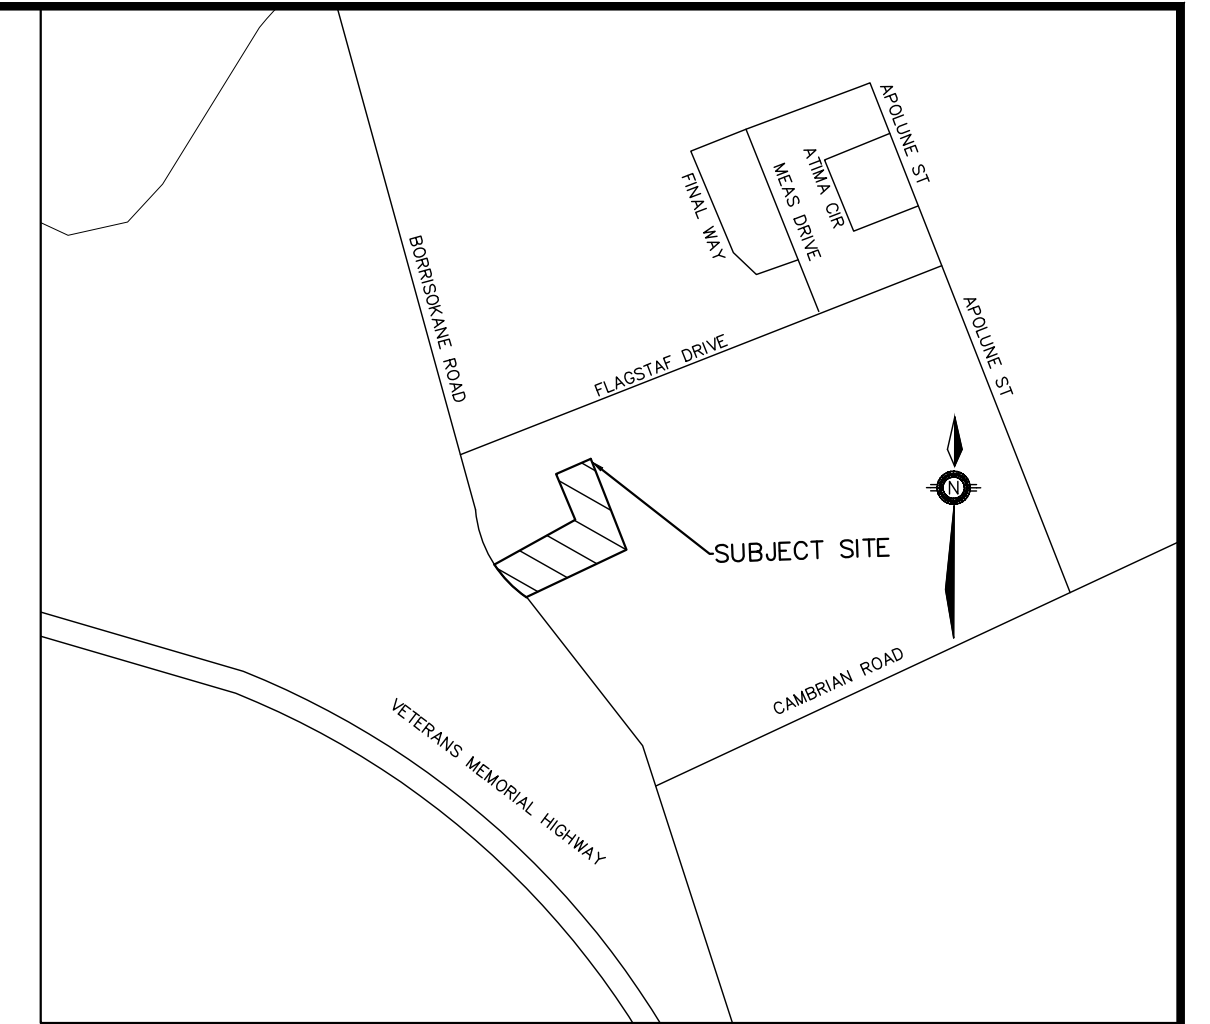 APOLUNE ST
ATIMA CIR
MEAS DRIVE
FINAL WAY
BORRISOKANE ROAD
FLAGSTAF DRIVE
APOLUNE ST
N
SUBJECT SITE
CAMBRIAN ROAD
VETERANS MEMORIAL HIGHWAY